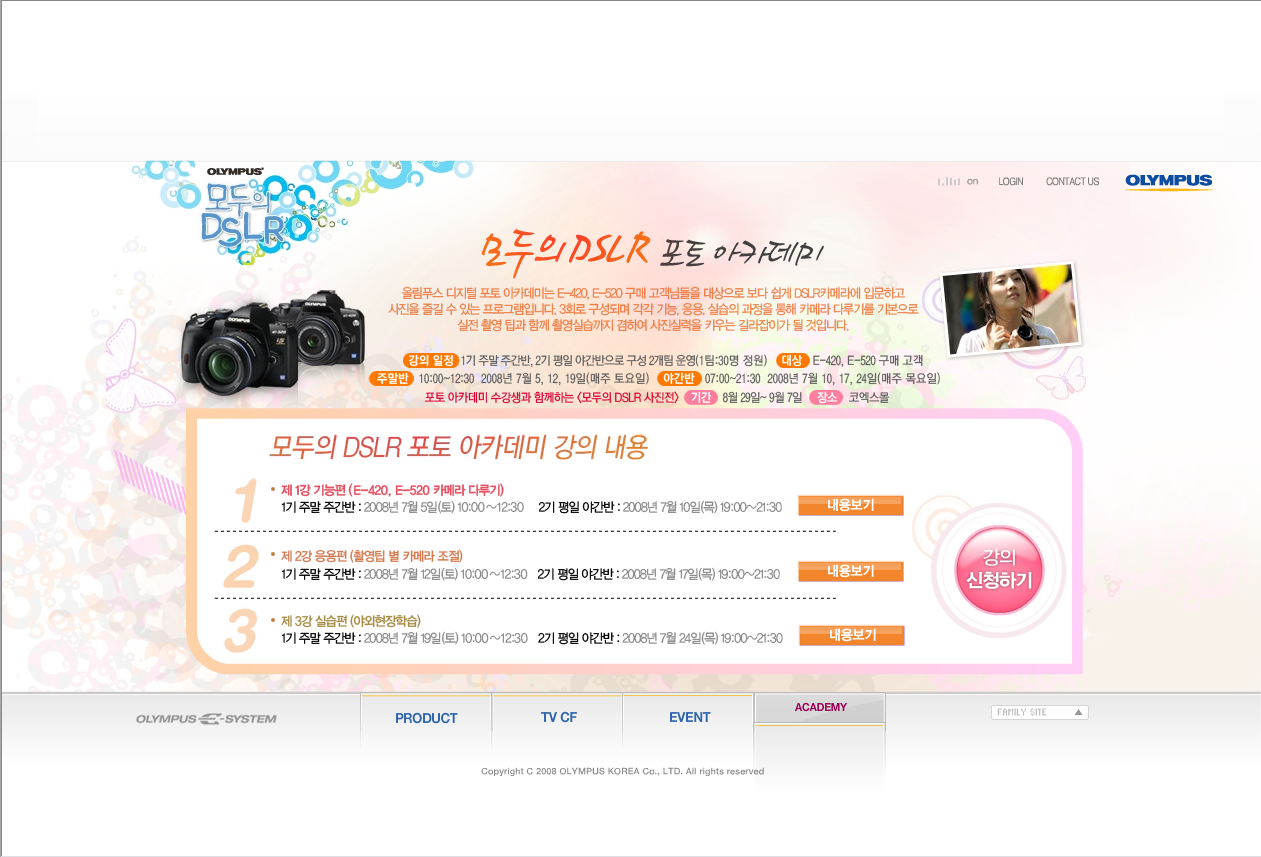 OLYMPUS
모두의
DSLR
on LOGIN CONTACT US OLYMPUS
모두의 DSLR 포토 아카데미
올림푸스 디지털 포토 아카데미는 E-420, E-520 구매 고객님들을 대상으로 보다 쉽게 DSLR카메라에 입문하고
사진을 즐길 수 있는 프로그램입니다. 3회로 구성되며 각각 기능, 응용, 실습의 과정을 통해 카메라 다루기를 기본으로
실전 촬영 팁과 함께 촬영실습까지 겸하여 사진실력을 키우는 길라잡이가 될 것입니다.
강의 일정 1기 주말 주간반, 2기 평일 야간반으로 구성 2개팀 운영(1팀:30명 정원) 대상 E-420, E-520 구매 고객
주말반 10:00~12:30 2008년 7월 5, 12, 19일(매주 토요일) 야간반 07:00~21:30 2008년 7월 10, 17, 24일(매주 목요일)
포토 아카데미 수강생과 함께하는 <모두의 DSLR 사진전> 기간 8월 29일~ 9월 7일 장소 코엑스몰
모두의 DSLR 포토 아카데미 강의 내용
1 • 제 1강 기능편 (E-420, E-520 카메라 다루기)
1기 주말 주간반 : 2008년 7월 5일(토) 10:00 ~12:30 2기 평일 야간반 : 2008년 7월 10일(목) 19:00~21:30 내용보기
2 • 제 2강 응용편 (촬영팁 별 카메라 조절)
1기 주말 주간반 : 2008년 7월 12일(토) 10:00 ~12:30 2기 평일 야간반 : 2008년 7월 17일(목) 19:00~21:30 내용보기
3 • 제 3강 실습편 (야외현장학습)
1기 주말 주간반 : 2008년 7월 19일(토) 10:00 ~12:30 2기 평일 야간반 : 2008년 7월 24일(목) 19:00~21:30 내용보기
강의
신청하기
OLYMPUS E-SYSTEM PRODUCT TV CF EVENT ACADEMY FAMILY SITE
Copyright C 2008 OLYMPUS KOREA Co., LTD. All rights reserved